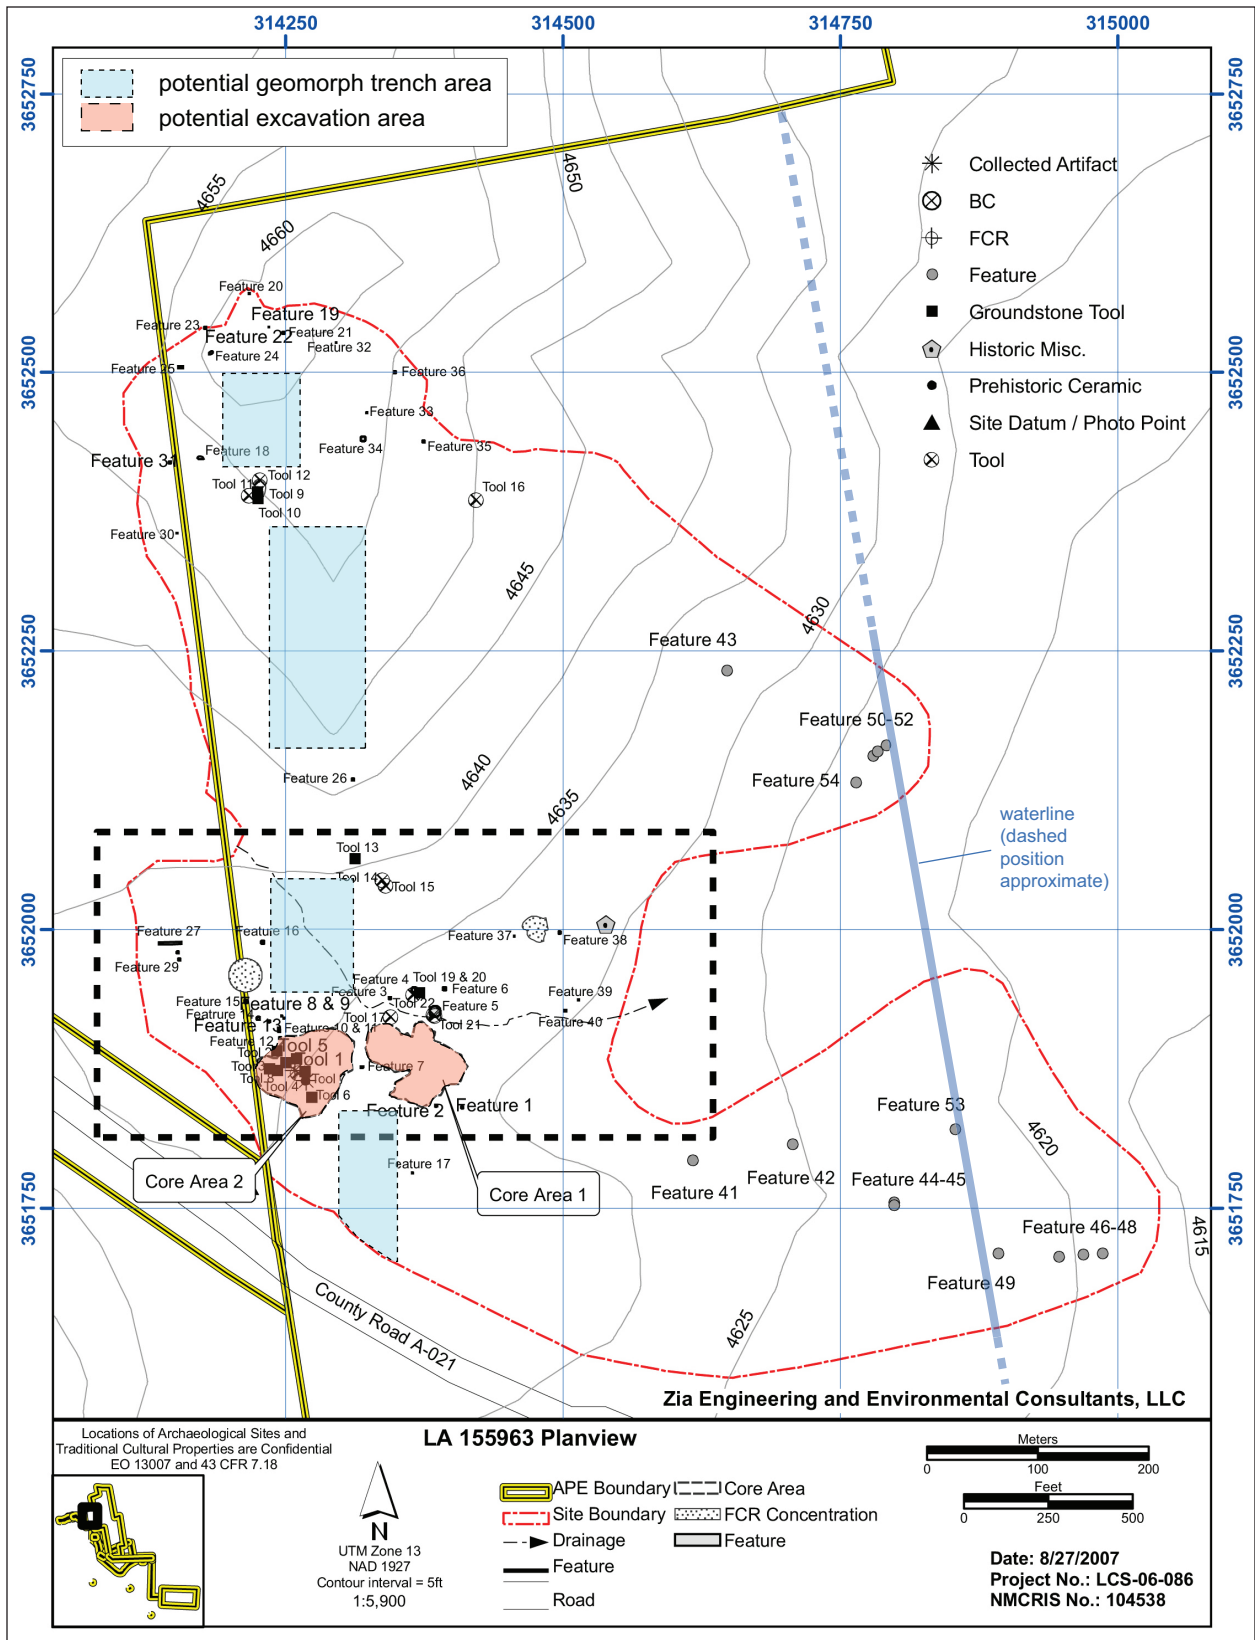 314250
314500
314750
315000
3652750
3652750
potential geomorph trench area
potential excavation area
4655
4660
4650
Collected Artifact
BC
FCR
Feature
Groundstone Tool
Historic Misc.
Prehistoric Ceramic
Site Datum / Photo Point
Tool
Feature 20
Feature 19
Feature 23
Feature 22
Feature 21
Feature 32
Feature 24
Feature 25
3652500
3652500
Feature 36
Feature 33
Feature 34
Feature 35
Feature 18
Feature 31
Tool 12
Tool 11
Tool 9
Tool 10
Tool 16
Feature 30
4645
4630
3652250
3652250
Feature 43
Feature 50-52
Feature 54
Feature 26
4640
4635
waterline
(dashed
position
approximate)
Tool 13
Tool 14
Tool 15
3652000
3652000
Feature 27
Feature 16
Feature 37
Feature 38
Feature 29
Feature 4
Tool 19 & 20
Feature 3
Feature 6
Feature 39
Feature 15
Feature 8 & 9
Tool 22
Feature 5
Feature 14
Feature 13
Feature 10 & 11
Tool 17
Tool 21
Feature 40
Feature 12
Tool 5
Tool 1
Feature 7
Tool 4
Tool 6
Feature 2
Feature 1
Feature 53
4620
Feature 17
Core Area 2
Core Area 1
Feature 41
Feature 42
Feature 44-45
3651750
3651750
Feature 46-48
4615
Feature 49
County Road A-021
4625
Zia Engineering and Environmental Consultants, LLC
Locations of Archaeological Sites and
Traditional Cultural Properties are Confidential
EO 13007 and 43 CFR 7.18
LA 155963 Planview
N
UTM Zone 13
NAD 1927
Contour interval = 5ft
1:5,900
APE Boundary
Core Area
Site Boundary
FCR Concentration
Drainage
Feature
Feature
Road
Meters
0 100 200
Feet
0 250 500
Date: 8/27/2007
Project No.: LCS-06-086
NMCRIS No.: 104538